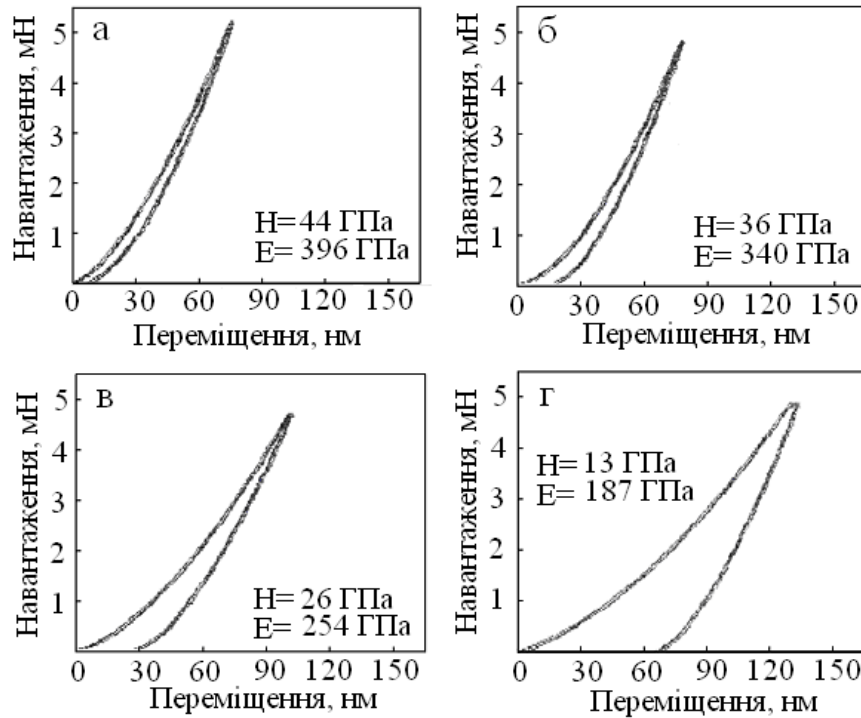 а
Навантаження, мН
5
4
3
2
1
H= 44 ГПа
E= 396 ГПа
0 30 60 90 120 150
Переміщення, нм
б
Навантаження, мН
5
4
3
2
1
H= 36 ГПа
E= 340 ГПа
0 30 60 90 120 150
Переміщення, нм
в
Навантаження, мН
5
4
3
2
1
H= 26 ГПа
E= 254 ГПа
0 30 60 90 120 150
Переміщення, нм
г
Навантаження, мН
5
4
3
2
1
H= 13 ГПа
E= 187 ГПа
0 30 60 90 130 150
Переміщення, нм